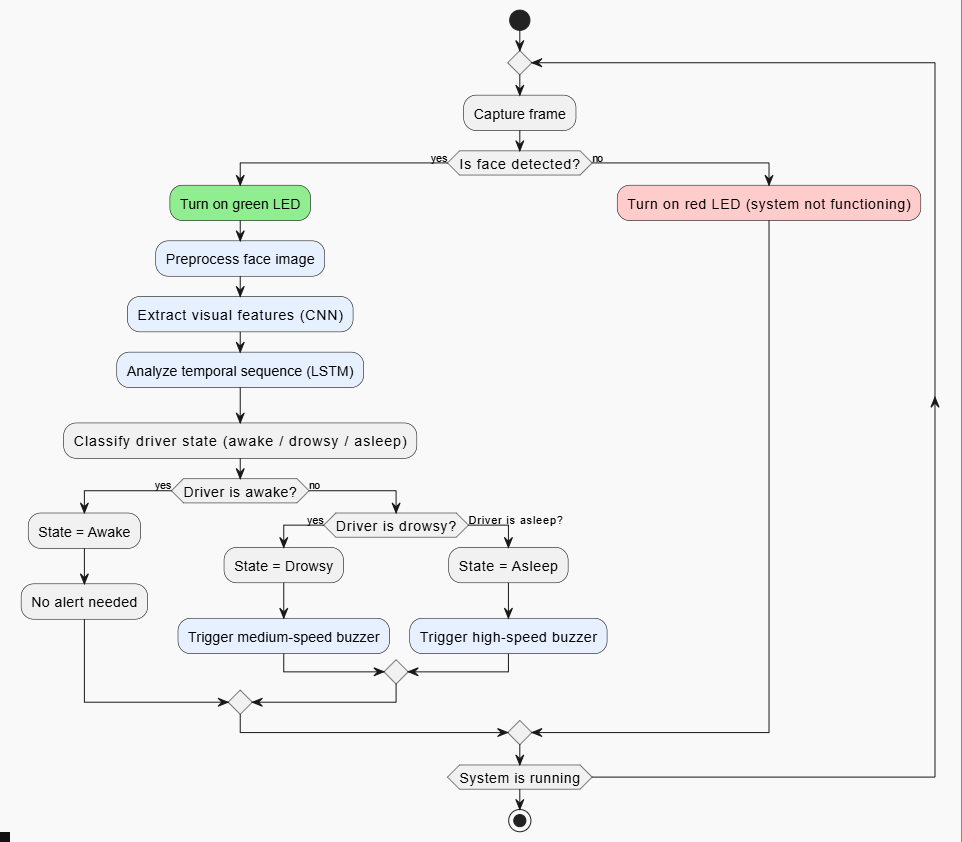 Capture frame
yes
Is face detected?
no
Turn on green LED
Turn on red LED (system not functioning)
Preprocess face image
Extract visual features (CNN)
Analyze temporal sequence (LSTM)
Classify driver state (awake / drowsy / asleep)
yes
Driver is awake?
no
State = Awake
yes
Driver is drowsy?
Driver is asleep?
State = Drowsy
State = Asleep
No alert needed
Trigger medium-speed buzzer
Trigger high-speed buzzer
System is running